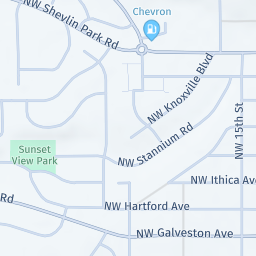 NW Shevlin Park Rd
Chevron
NW Knoxville Blvd
NW 15th St
Sunset
View Park
NW Stannium Rd
NW Ithica Ave
Rd
NW Hartford Ave
NW Galveston Ave